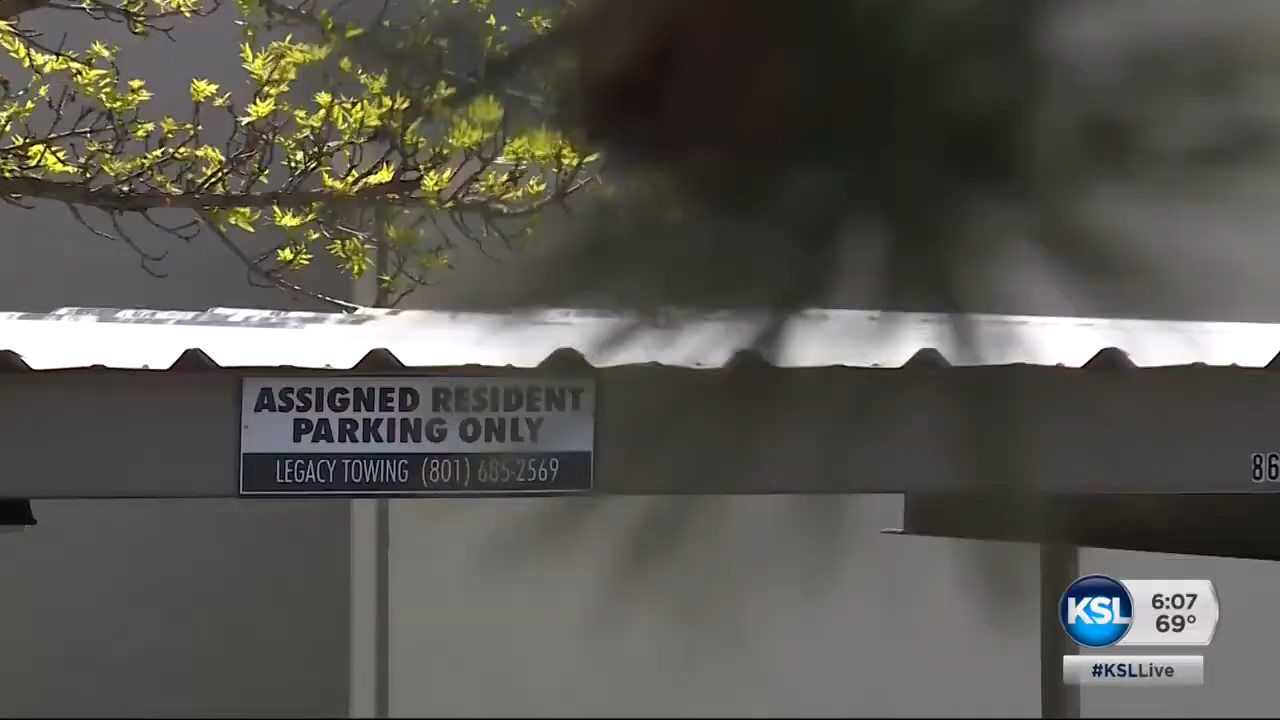 ASSIGNED RESIDENT
PARKING ONLY
LEGACY TOWING (801) 685-2569
86
KSL
6:07
69°
#KSLLive